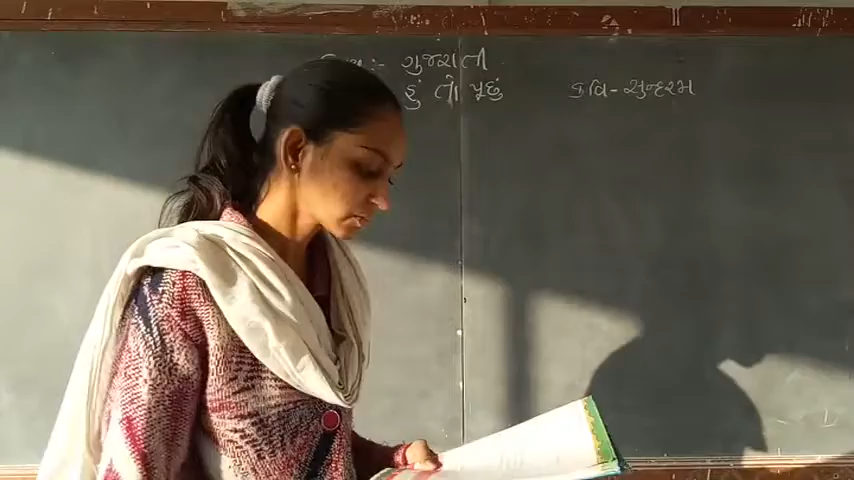 :- ગુજરાતી
હું તો પૂછું
કવિ - સુન્દરમ